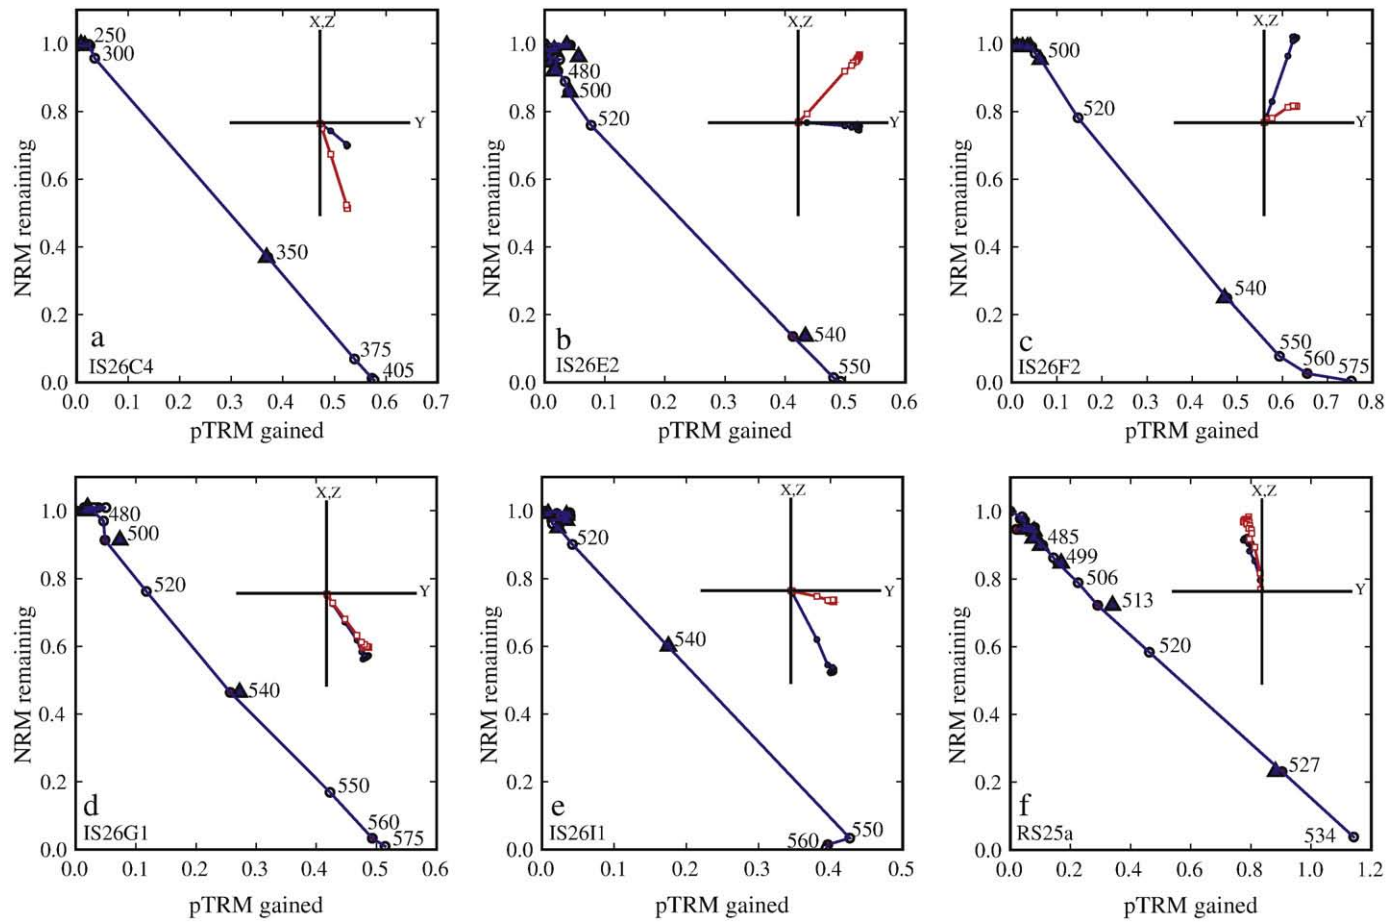 X,Z
Y
NRM remaining
1.0
0.8
0.6
0.4
0.2
0.0
250
300
350
375
405
a
IS26C4
0.0 0.1 0.2 0.3 0.4 0.5 0.6 0.7
pTRM gained
X,Z
Y
NRM remaining
1.0
0.8
0.6
0.4
0.2
0.0
480
500
520
540
550
b
IS26E2
0.0 0.1 0.2 0.3 0.4 0.5 0.6
pTRM gained
X,Z
Y
NRM remaining
1.0
0.8
0.6
0.4
0.2
0.0
500
520
540
550
560
575
c
IS26F2
0.0 0.1 0.2 0.3 0.4 0.5 0.6 0.7 0.8
pTRM gained
X,Z
Y
NRM remaining
1.0
0.8
0.6
0.4
0.2
0.0
480
500
520
540
550
560
575
d
IS26G1
0.0 0.1 0.2 0.3 0.4 0.5 0.6
pTRM gained
X,Z
Y
NRM remaining
1.0
0.8
0.6
0.4
0.2
0.0
520
540
550
560
e
IS26I1
0.0 0.1 0.2 0.3 0.4 0.5
pTRM gained
X,Z
Y
NRM remaining
1.0
0.8
0.6
0.4
0.2
0.0
485
499
506
513
520
527
534
f
RS25a
0.0 0.2 0.4 0.6 0.8 1.0 1.2
pTRM gained